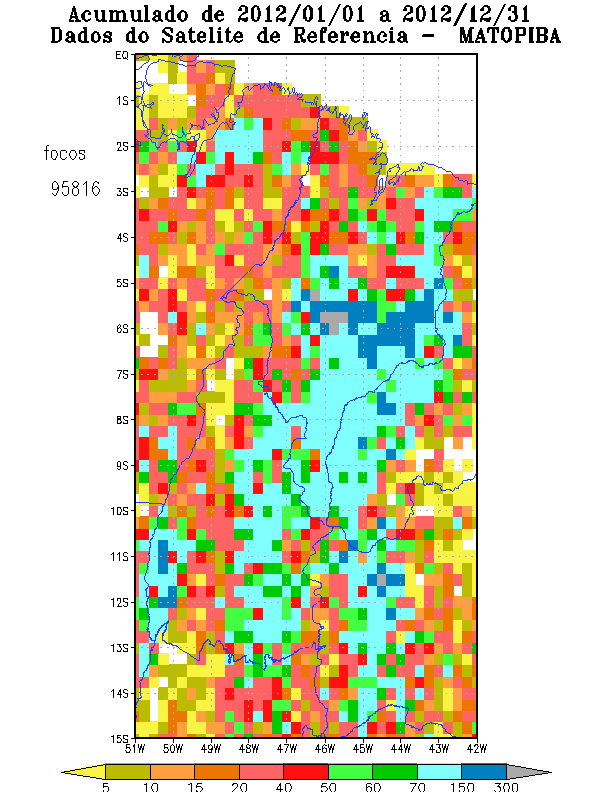 Acumulado de 2012/01/01 a 2012/12/31
Dados do Satelite de Referencia - MATOPIBA
EQ
1S
2S
focos
95816
3S
4S
5S
6S
7S
8S
9S
10S
11S
12S
13S
14S
15S
51W 50W 49W 48W 47W 46W 45W 44W 43W 42W
5 10 15 20 40 50 60 70 150 300